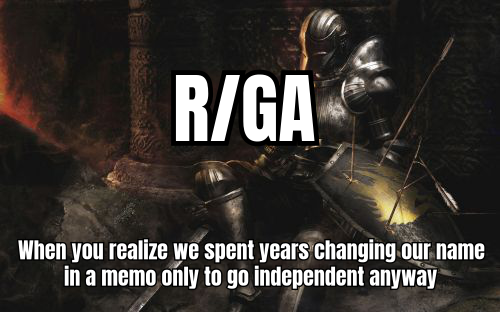 R/GA
When you realize we spent years changing our name
in a memo only to go independent anyway